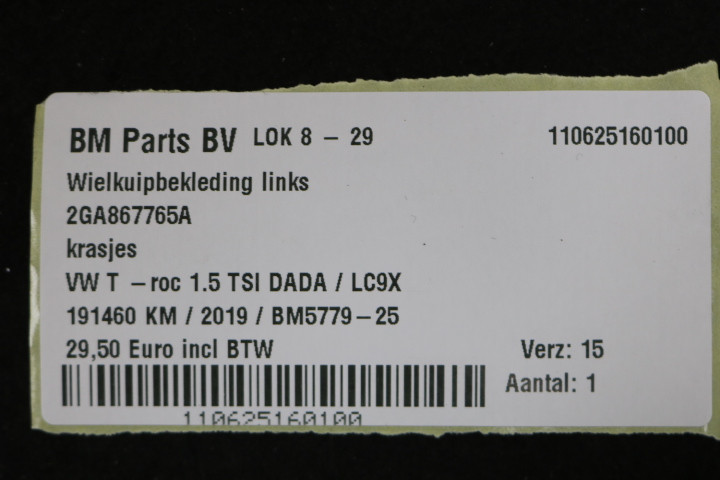 BM Parts BV LOK 8 - 29 110625160100
Wielkuipbekleding links
2GA867765A
krasjes
VW T -roc 1.5 TSI DADA / LC9X
191460 KM / 2019 / BM5779-25
29,50 Euro incl BTW Verz: 15
Aantal: 1
110625160100